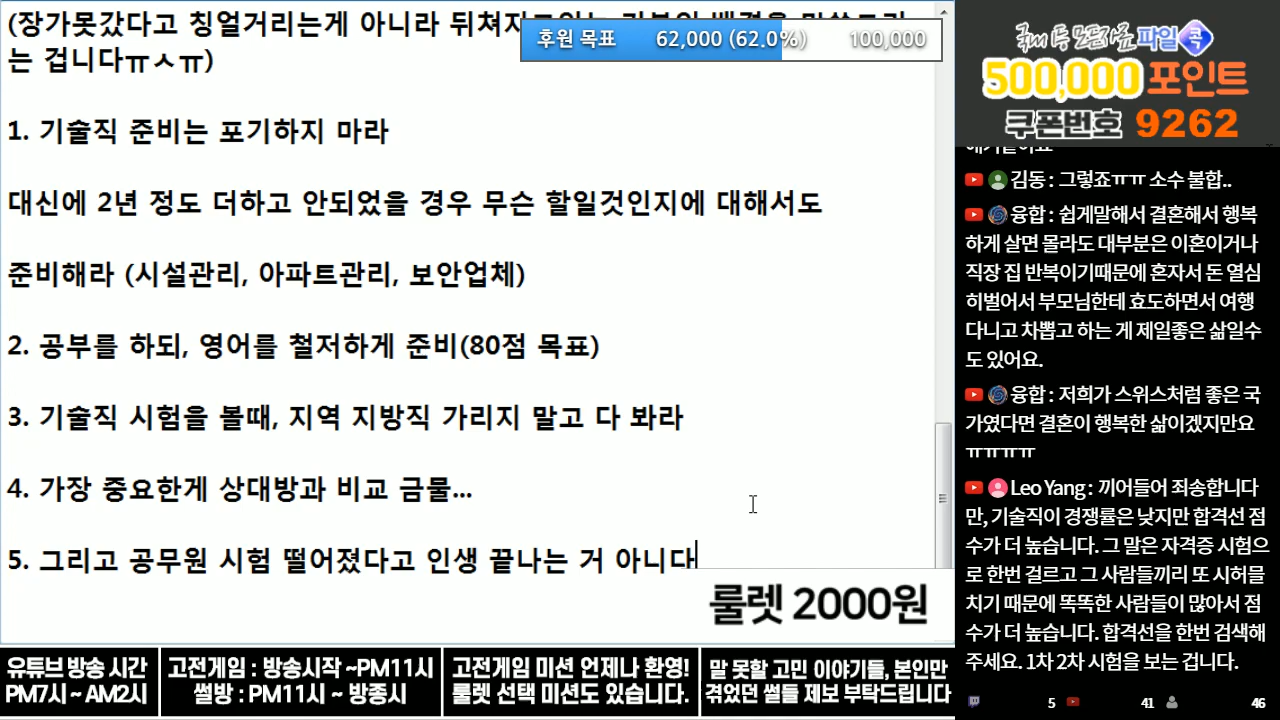 (장가못갔다고 칭얼거리는게 아니라
는 겁니다ㅠㅅㅠ)
후원 목표 62,000 (62.0%) 100,000
1. 기술직 준비는 포기하지 마라
대신에 2년 정도 더하고 안되었을 경우 무슨 할일것인지에 대해서도
준비해라 (시설관리, 아파트관리, 보안업체)
2. 공부를 하되, 영어를 철저하게 준비(80점 목표)
3. 기술직 시험을 볼때, 지역 지방직 가리지 말고 다 봐라
4. 가장 중요한게 상대방과 비교 금물...
5. 그리고 공무원 시험 떨어졌다고 인생 끝나는 거 아니다
룰렛 2000원
유튜브 방송 시간
PM7시 ~ AM2시
고전게임 : 방송시작 ~PM11시
썰방 : PM11시 ~ 방종시
고전게임 미션 언제나 환영!
룰렛 선택 미션도 있습니다.
말 못할 고민 이야기들, 본인만
겪었던 썰들 제보 부탁드립니다
파일콕
500,000 포인트
쿠폰번호 9262
김동 : 그렇죠ㅠㅠ 소수 불합..
융합 : 쉽게말해서 결혼해서 행복
하게 살면 몰라도 대부분은 이혼이거나
직장 집 반복이기때문에 혼자서 돈 열심
히벌어서 부모님한테 효도하면서 여행
다니고 차뽑고 하는 게 제일좋은 삶일수
도 있어요.
융합 : 저희가 스위스처럼 좋은 국
가였다면 결혼이 행복한 삶이겠지만요
ㅠㅠㅠㅠ
Leo Yang : 끼어들어 죄송합니다
만, 기술직이 경쟁률은 낮지만 합격선 점
수가 더 높습니다. 그 말은 자격증 시험으
로 한번 걸르고 그 사람들끼리 또 시허믈
치기 때문에 똑똑한 사람들이 많아서 점
수가 더 높습니다. 합격선을 한번 검색해
주세요. 1차 2차 시험을 보는 겁니다.
5 41 46